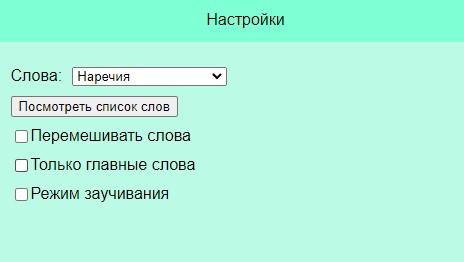 Настройки
Слова: Наречия
Посмотреть список слов
Перемешивать слова
Только главные слова
Режим заучивания